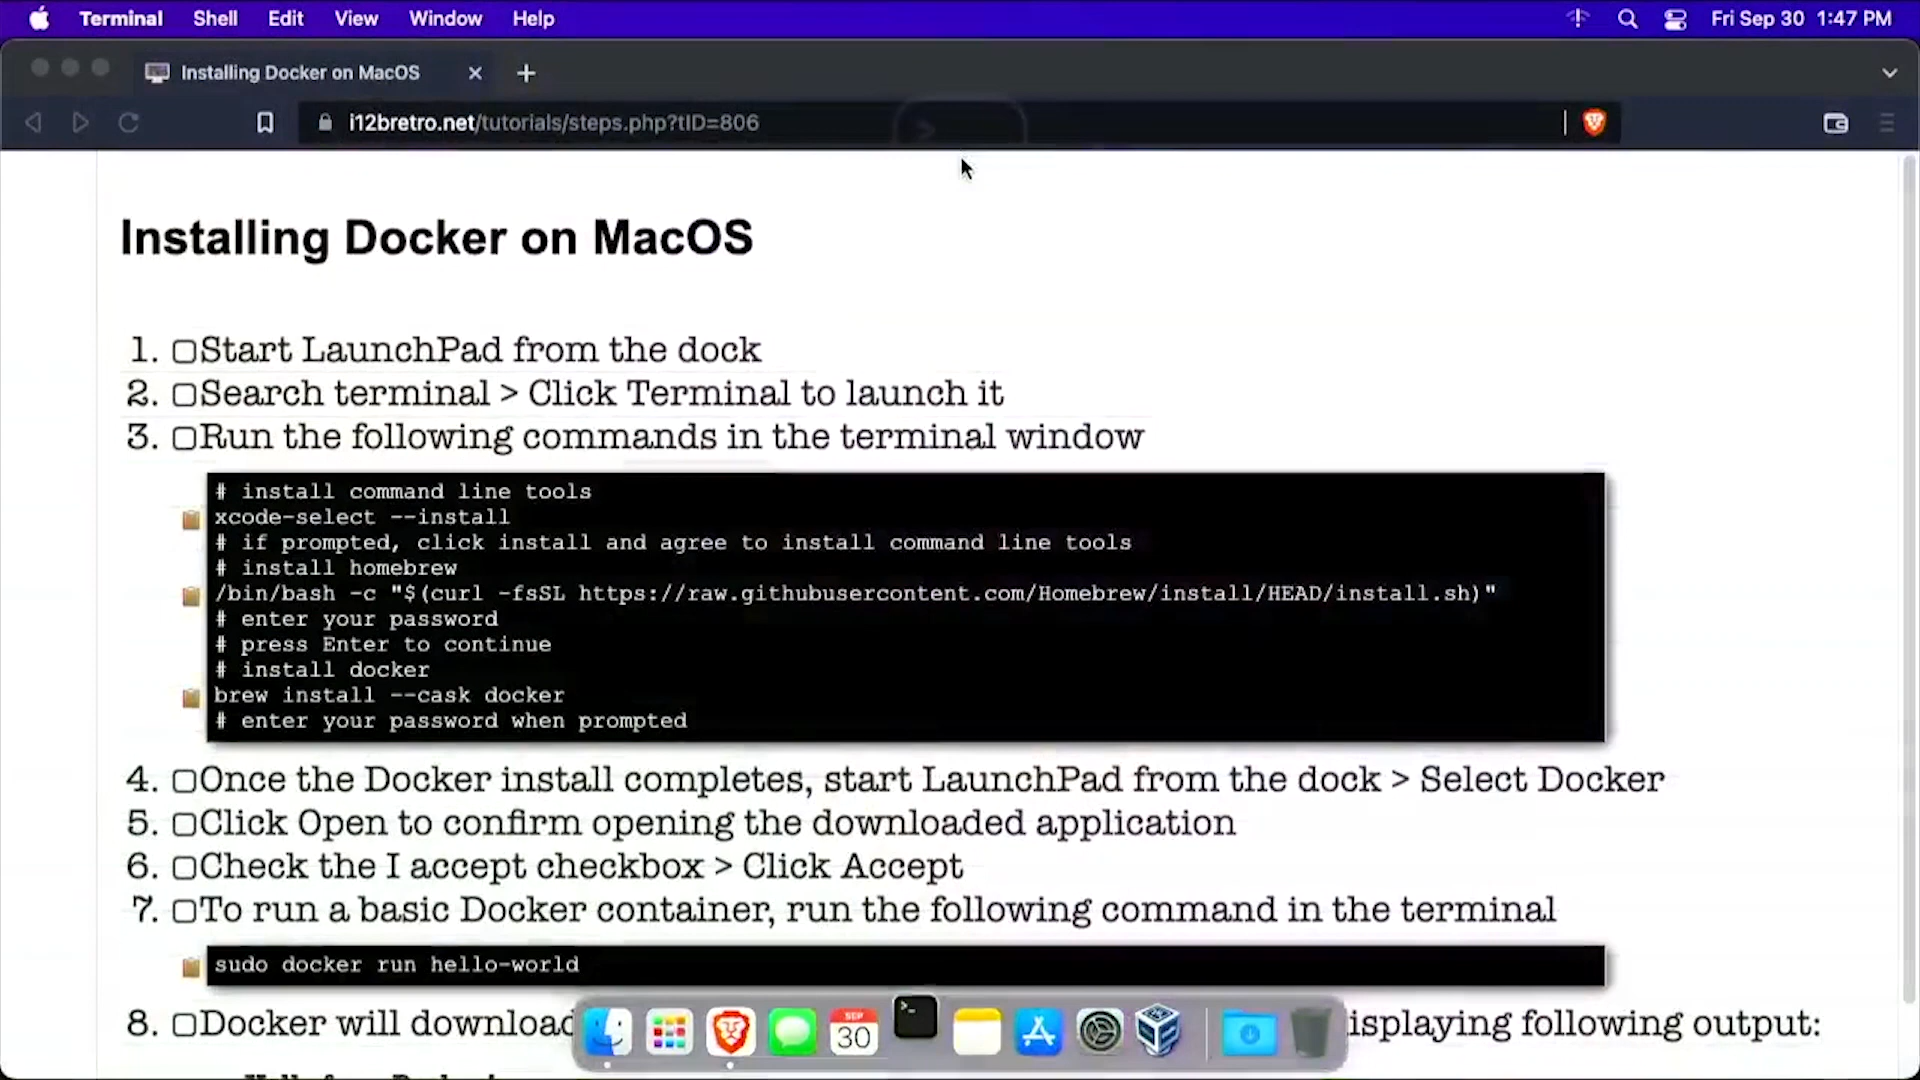 Terminal Shell Edit View Window Help Fri Sep 30 1:47 PM
Installing Docker on MacOS
i12bretro.net/tutorials/steps.php?tID=806
Installing Docker on MacOS
1. Start LaunchPad from the dock
2. Search terminal > Click Terminal to launch it
3. Run the following commands in the terminal window
# install command line tools
xcode-select --install
# if prompted, click install and agree to install command line tools
# install homebrew
/bin/bash -c "$(curl -fsSL https://raw.githubusercontent.com/Homebrew/install/HEAD/install.sh)"
# enter your password
# press Enter to continue
# install docker
brew install --cask docker
# enter your password when prompted
4. Once the Docker install completes, start LaunchPad from the dock > Select Docker
5. Click Open to confirm opening the downloaded application
6. Check the I accept checkbox > Click Accept
7. To run a basic Docker container, run the following command in the terminal
sudo docker run hello-world
8. Docker will download isplaying following output:
SEP
30